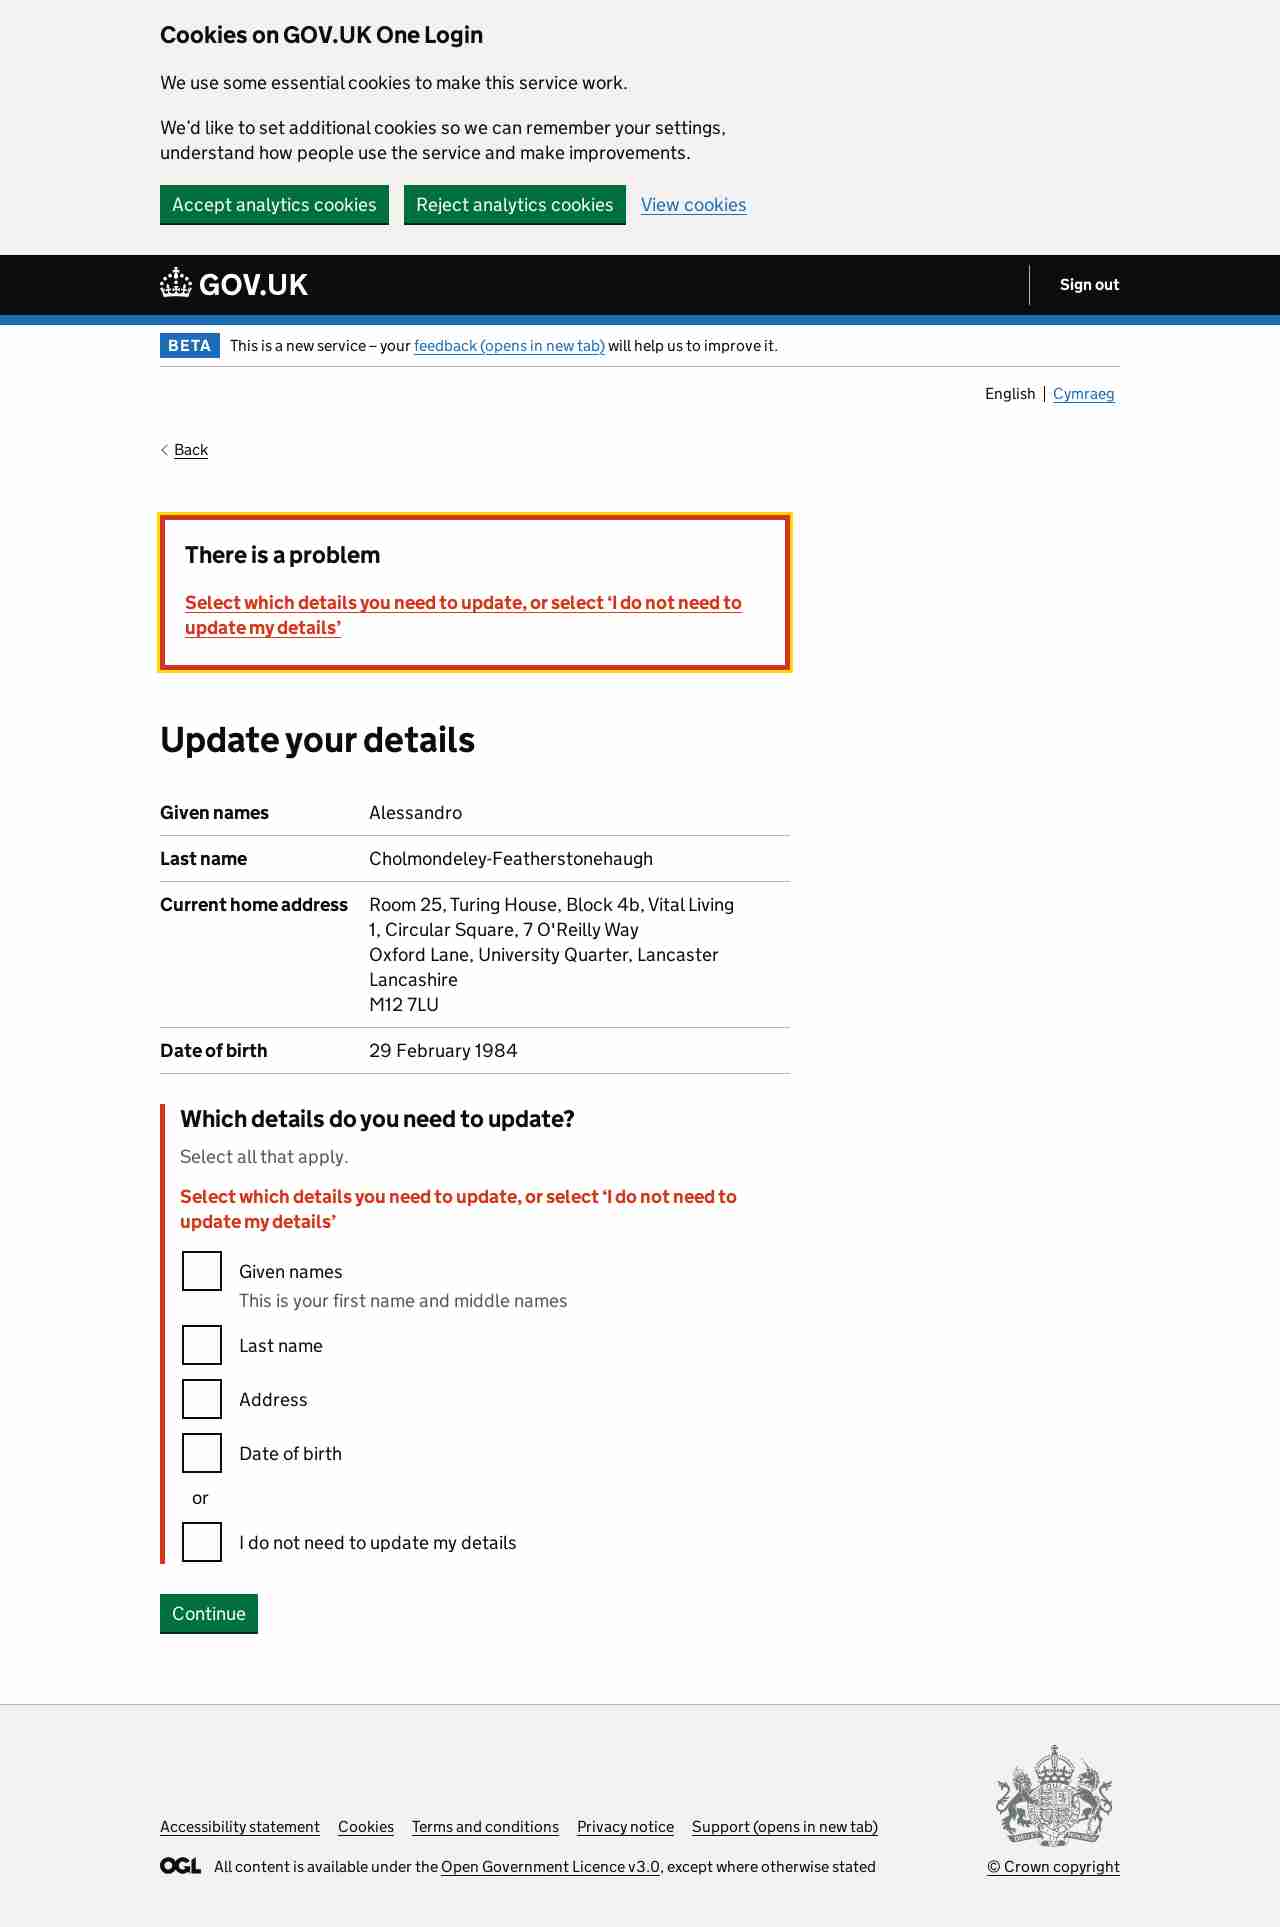 Cookies on GOV.UK One Login
We use some essential cookies to make this service work.
We’d like to set additional cookies so we can remember your settings,
understand how people use the service and make improvements.
Accept analytics cookies Reject analytics cookies View cookies
GOV.UK Sign out
BETA This is a new service – your feedback (opens in new tab) will help us to improve it.
English Cymraeg
Back
There is a problem
Select which details you need to update, or select ‘I do not need to
update my details’
Update your details
Given names Alessandro
Last name Cholmondeley-Featherstonehaugh
Current home address Room 25, Turing House, Block 4b, Vital Living
1, Circular Square, 7 O'Reilly Way
Oxford Lane, University Quarter, Lancaster
Lancashire
M12 7LU
Date of birth 29 February 1984
Which details do you need to update?
Select all that apply.
Select which details you need to update, or select ‘I do not need to
update my details’
Given names
This is your first name and middle names
Last name
Address
Date of birth
or
I do not need to update my details
Continue
Accessibility statement Cookies Terms and conditions Privacy notice Support (opens in new tab)
OGL All content is available under the Open Government Licence v3.0, except where otherwise stated
© Crown copyright